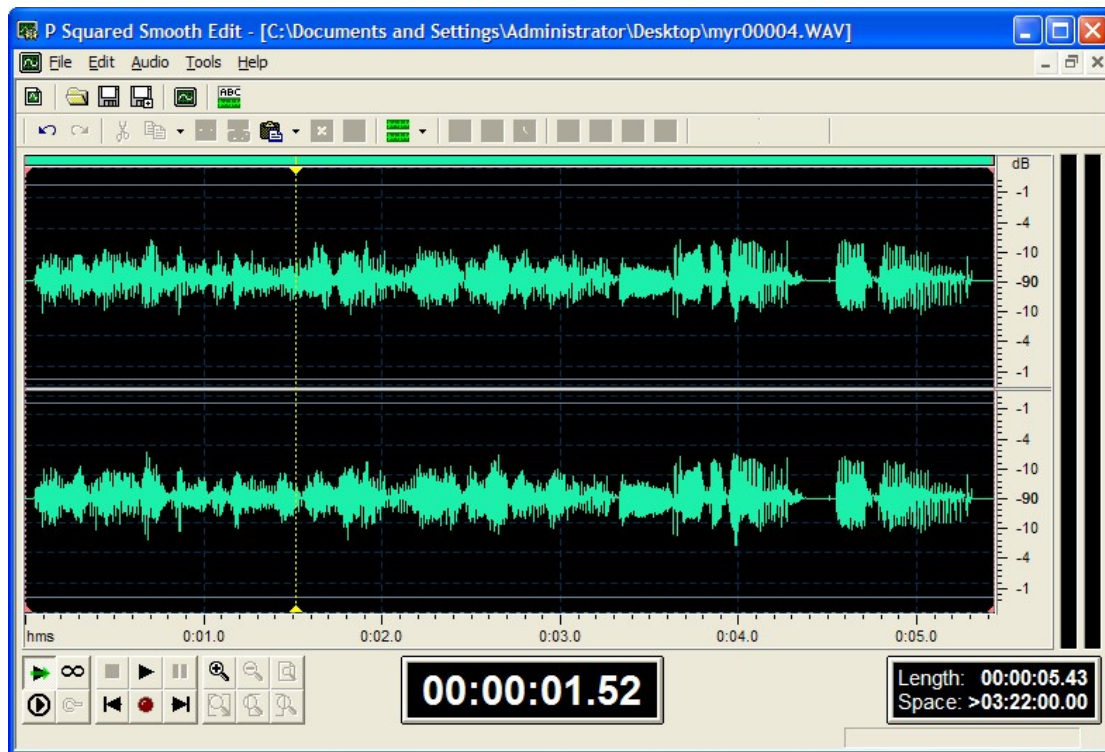 P Squared Smooth Edit - [C:\Documents and Settings\Administrator\Desktop\myr00004.WAV]
File Edit Audio Tools Help
ABC
dB
-1
-4
-10
-90
-10
-4
-1
-1
-4
-10
-90
-10
-4
-1
hms 0:01.0 0:02.0 0:03.0 0:04.0 0:05.0
00:00:01.52
Length: 00:00:05.43
Space: >03:22:00.00